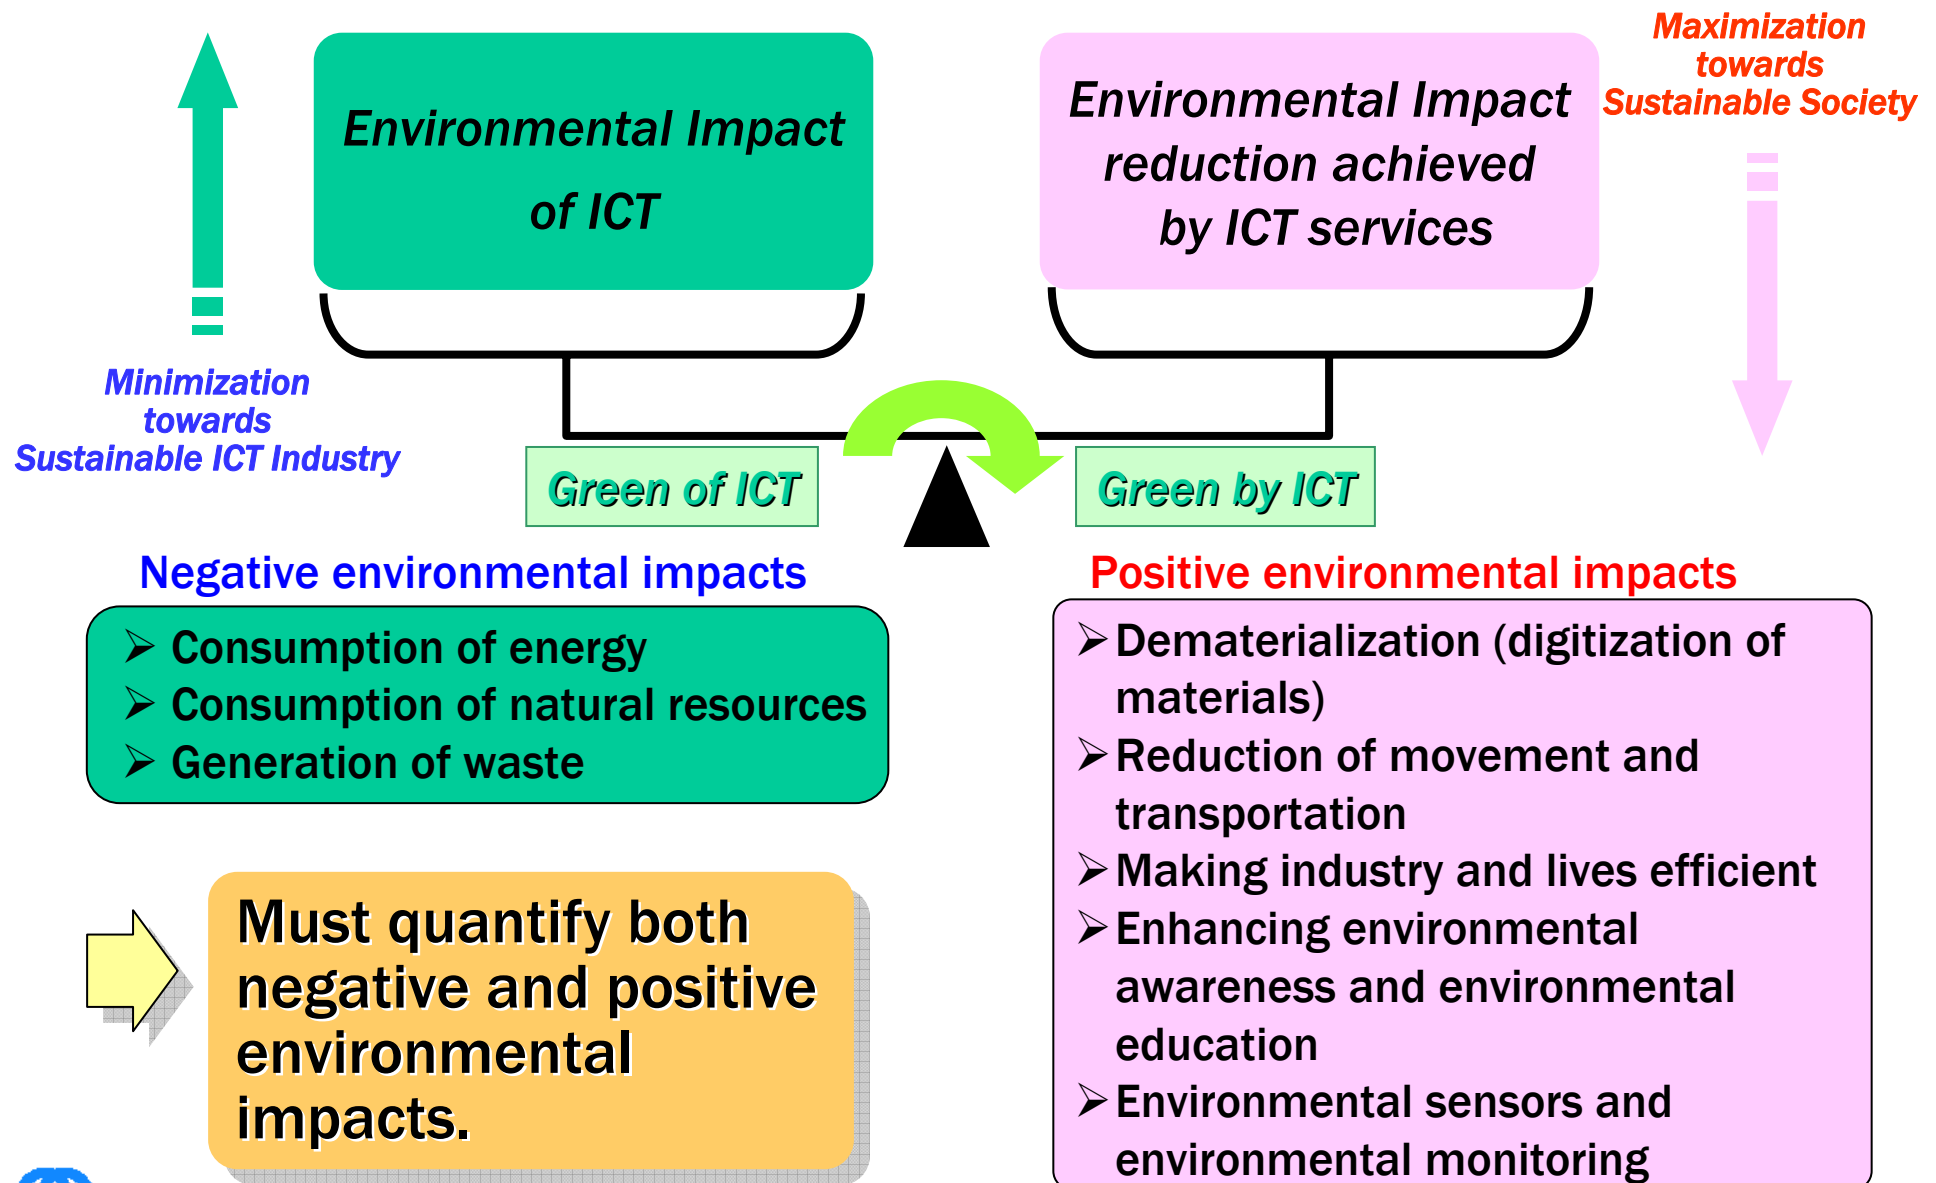 Maximization
towards
Sustainable Society
Environmental Impact
of ICT
Environmental Impact
reduction achieved
by ICT services
Minimization
towards
Sustainable ICT Industry
Green of ICT
Green by ICT
Negative environmental impacts
➢ Consumption of energy
➢ Consumption of natural resources
➢ Generation of waste
Must quantify both
negative and positive
environmental
impacts.
Positive environmental impacts
➢ Dematerialization (digitization of
materials)
➢ Reduction of movement and
transportation
➢ Making industry and lives efficient
➢ Enhancing environmental
awareness and environmental
education
➢ Environmental sensors and
environmental monitoring